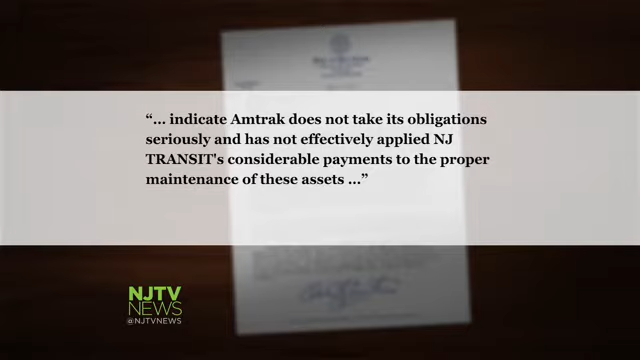 “... indicate Amtrak does not take its obligations
seriously and has not effectively applied NJ
TRANSIT's considerable payments to the proper
maintenance of these assets ...”
NJTV
NEWS
@NJTVNEWS